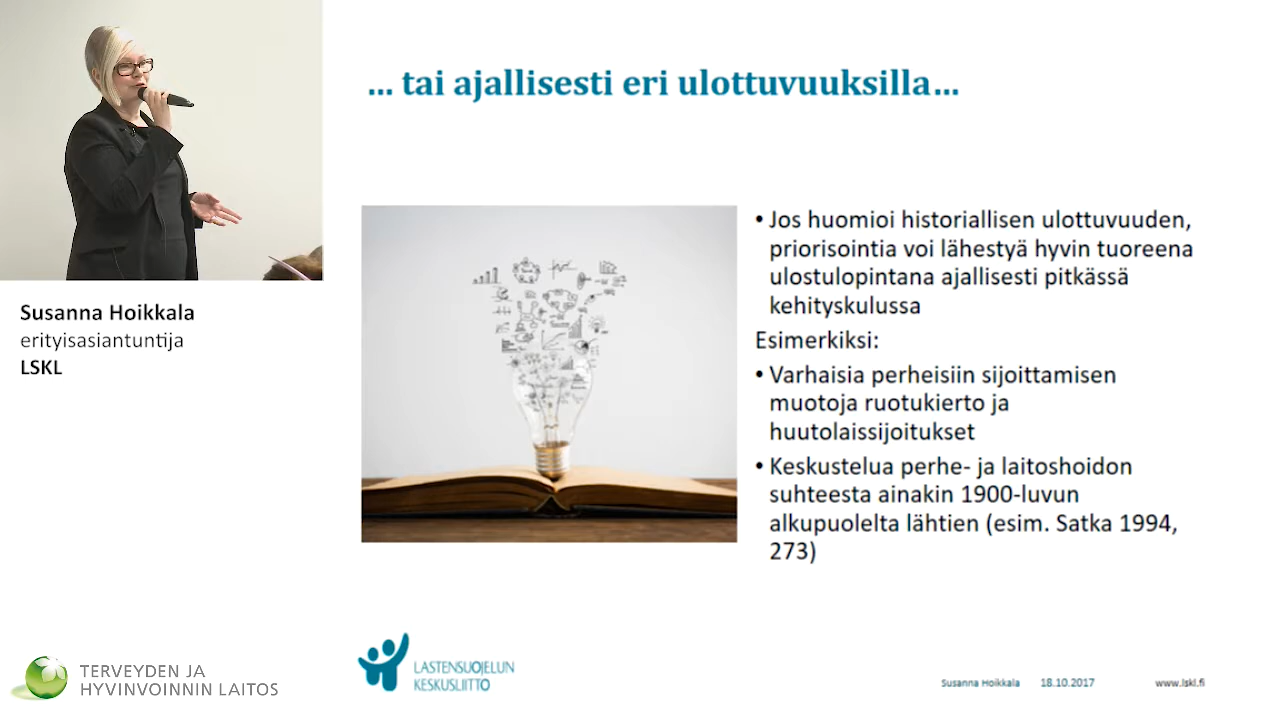 ... tai ajallisesti eri ulottuvuuksilla...
• Jos huomioi historiallisen ulottuvuuden,
priorisointia voi lähestyä hyvin tuoreena
ulostulopintana ajallisesti pitkässä
kehityskulussa
Esimerkiksi:
• Varhaisia perheisiin sijoittamisen
muotoja ruotukierto ja
huutolaissijoitukset
• Keskustelua perhe- ja laitoshoidon
suhteesta ainakin 1900-luvun
alkupuolelta lähtien (esim. Satka 1994,
273)
Susanna Hoikkala
erityisasiantuntija
LSKL
TERVEYDEN JA
HYVINVOINNIN LAITOS
LASTENSUOJELUN
KESKUSLIITTO
Susanna Hoikkala 18.10.2017 www.lskl.fi